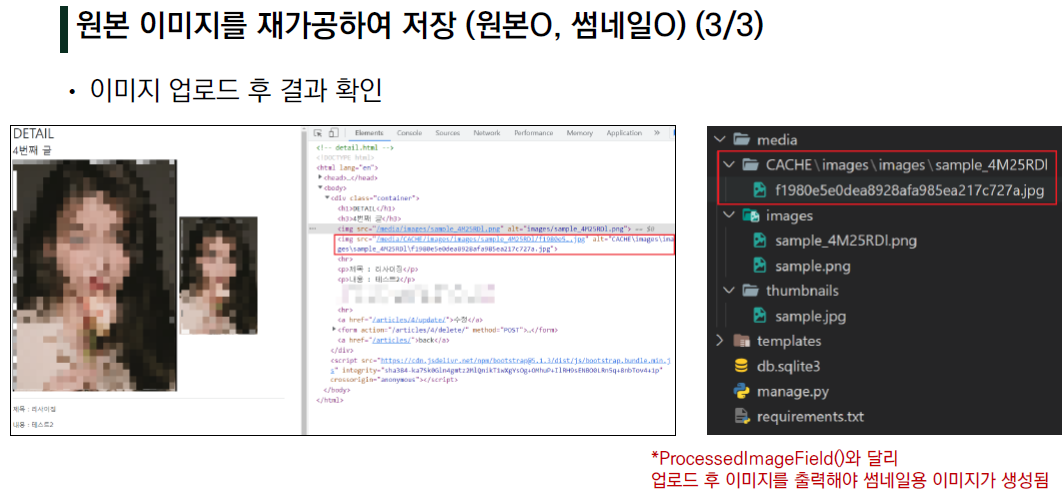 원본 이미지를 재가공하여 저장 (원본O, 썸네일O) (3/3)
• 이미지 업로드 후 결과 확인
DETAIL
4번째 글
제목 : 리사이징
내용 : 테스트2
Elements Console Sources Network Performance Memory Application »
<!-- detail.html -->
<!DOCTYPE html>
<html lang="en">
▶<head>…</head>
▼<body>
▼<div class="container">
<h1>DETAIL</h1>
<h3>4번째 글</h3>
<img src="/media/images/sample_4M25RDl.png" alt="images/sample_4M25RDl.png"> == $0
<img src="/media/CACHE/images/images/sample_4M25RDl/f1980e5….jpg" alt="CACHE\images\ima
ges\sample_4M25RDl\f1980e5e0dea8928afa985ea217c727a.jpg">
<hr>
<p>제목 : 리사이징</p>
<p>내용 : 테스트2</p>
<hr>
<a href="/articles/4/update/">수정</a>
▶<form action="/articles/4/delete/" method="POST">…</form>
<a href="/articles/">back</a>
</div>
<script src="https://cdn.jsdelivr.net/npm/bootstrap@5.1.3/dist/js/bootstrap.bundle.min.j
s" integrity="
crossorigin="anonymous"></script>
</body>
</html>
media
CACHE\images\images\sample_4M25RDl
f1980e5e0dea8928afa985ea217c727a.jpg
images
sample_4M25RDl.png
sample.png
thumbnails
sample.jpg
templates
db.sqlite3
manage.py
requirements.txt
*ProcessedImageField()와 달리
업로드 후 이미지를 출력해야 썸네일용 이미지가 생성됨